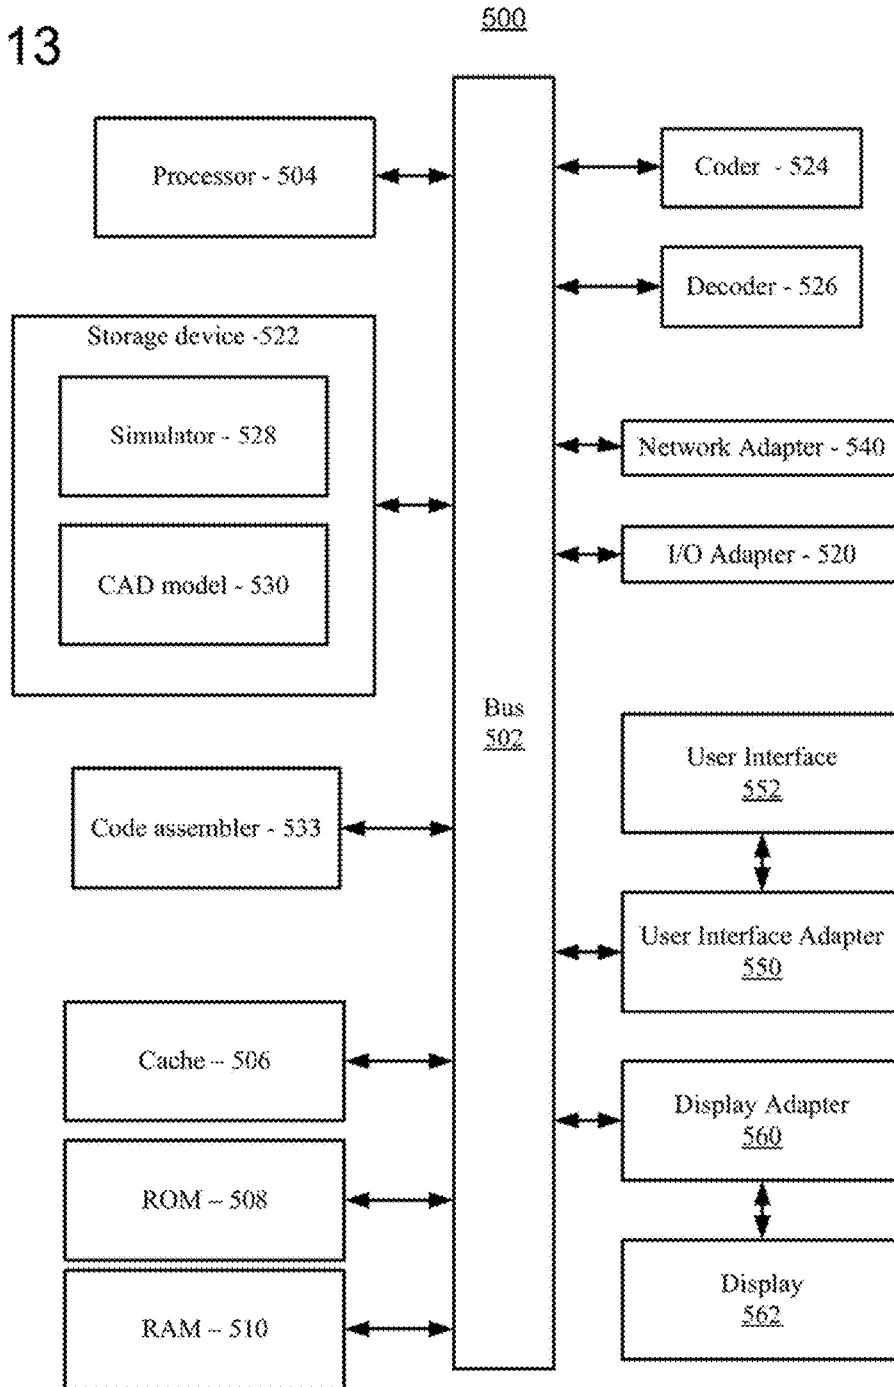 13
500
Processor - 504
Storage device -522
Simulator - 528
CAD model - 530
Code assembler - 533
Cache – 506
ROM – 508
RAM – 510
Bus
502
Coder - 524
Decoder - 526
Network Adapter - 540
I/O Adapter - 520
User Interface
552
User Interface Adapter
550
Display Adapter
560
Display
562